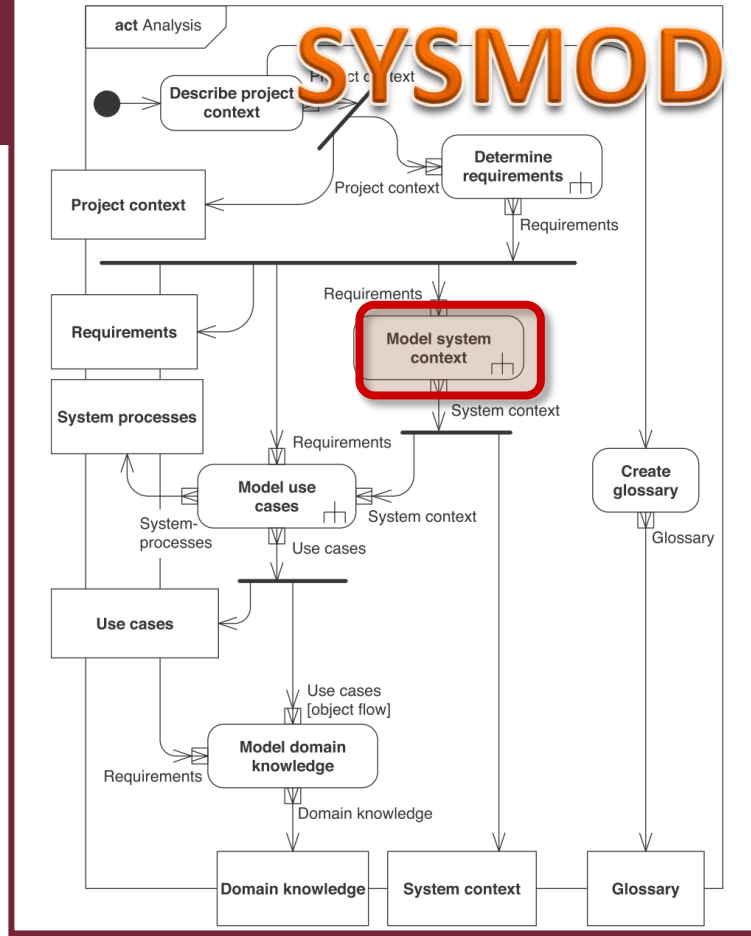 act Analysis
SYSMOD
Project context
Describe project
context
Determine
requirements
Project context
Project context
Requirements
Requirements
Requirements
Model system
context
System processes
System context
Requirements
Create
glossary
Model use
cases
System-
processes
System context
Glossary
Use cases
Use cases
Use cases
[object flow]
Model domain
knowledge
Requirements
Domain knowledge
Domain knowledge
System context
Glossary